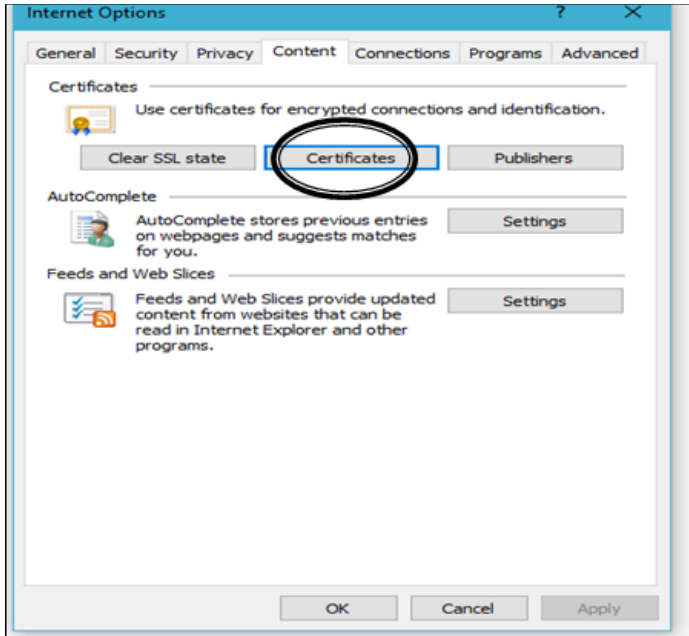 Internet Options ? ✕
General Security Privacy Content Connections Programs Advanced
Certificates
Use certificates for encrypted connections and identification.
Clear SSL state Certificates Publishers
AutoComplete
AutoComplete stores previous entries
on webpages and suggests matches
for you.
Settings
Feeds and Web Slices
Feeds and Web Slices provide updated
content from websites that can be
read in Internet Explorer and other
programs.
Settings
OK Cancel Apply